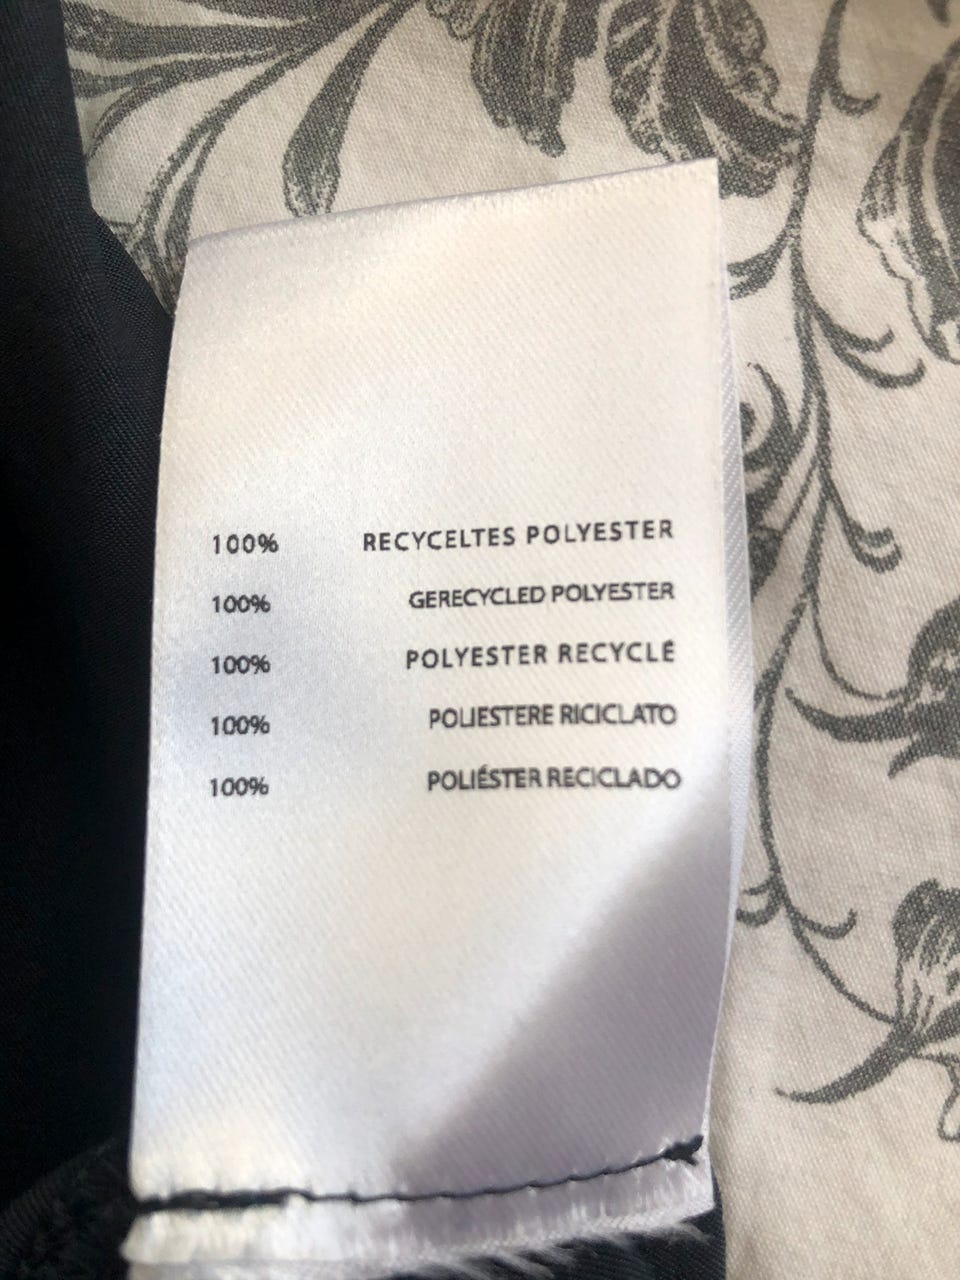 100% RECYCELTES POLYESTER
100% GERECYCLED POLYESTER
100% POLYESTER RECYCLÉ
100% POLIESTERE RICICLATO
100% POLIÉSTER RECICLADO